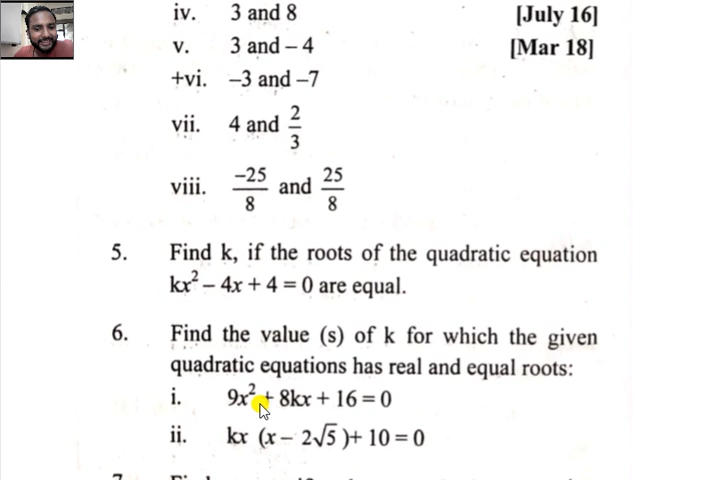 iv. 3 and 8 [July 16]
v. 3 and – 4 [Mar 18]
+vi. –3 and –7
vii. 4 and 2/3
viii. –25/8 and 25/8
5. Find k, if the roots of the quadratic equation
kx² – 4x + 4 = 0 are equal.
6. Find the value (s) of k for which the given
quadratic equations has real and equal roots:
i. 9x² + 8kx + 16 = 0
ii. kx (x – 2√5 )+ 10 = 0